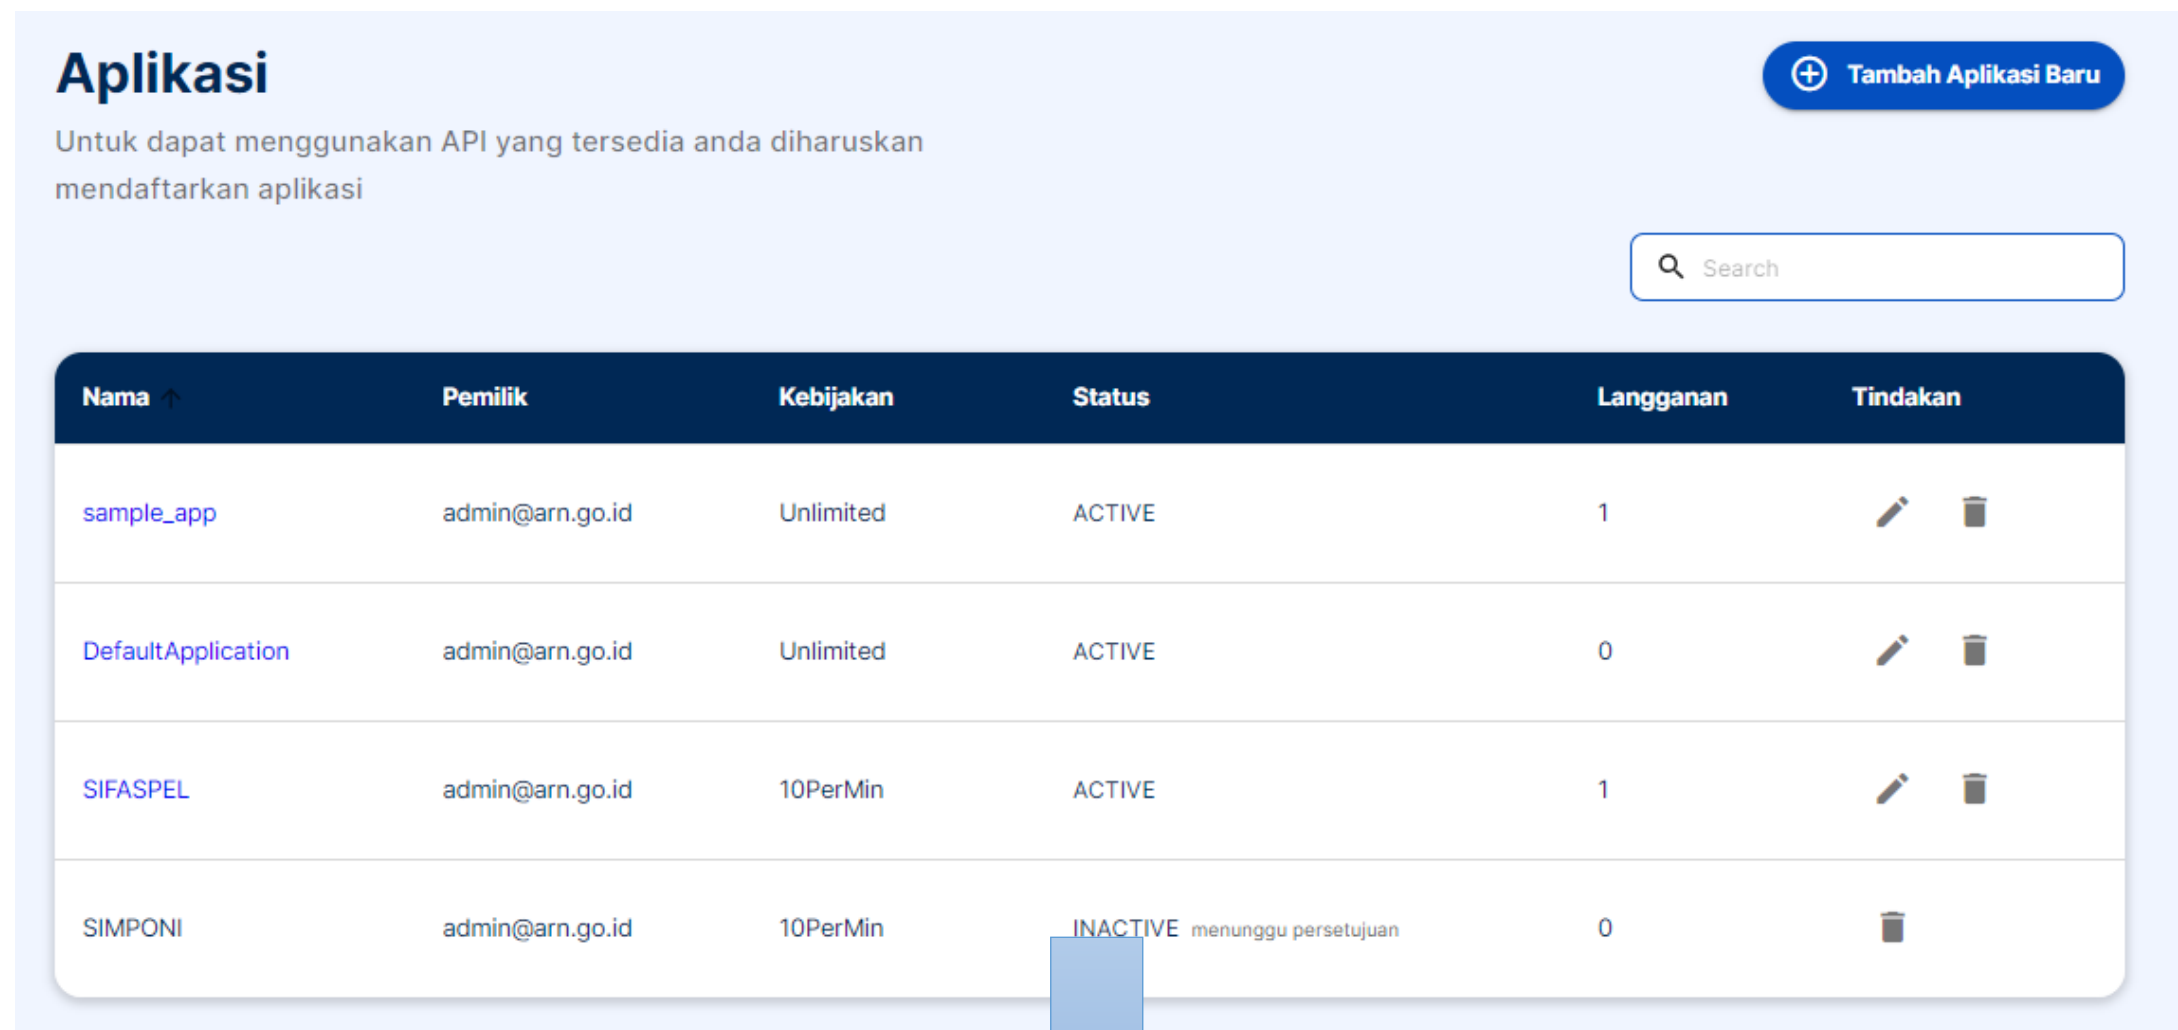 Aplikasi
Tambah Aplikasi Baru
Untuk dapat menggunakan API yang tersedia anda diharuskan
mendaftarkan aplikasi
Search
Nama Pemilik Kebijakan Status Langganan Tindakan
sample_app admin@arn.go.id Unlimited ACTIVE 1
DefaultApplication admin@arn.go.id Unlimited ACTIVE 0
SIFASPEL admin@arn.go.id 10PerMin ACTIVE 1
SIMPONI admin@arn.go.id 10PerMin INACTIVE menunggu persetujuan 0